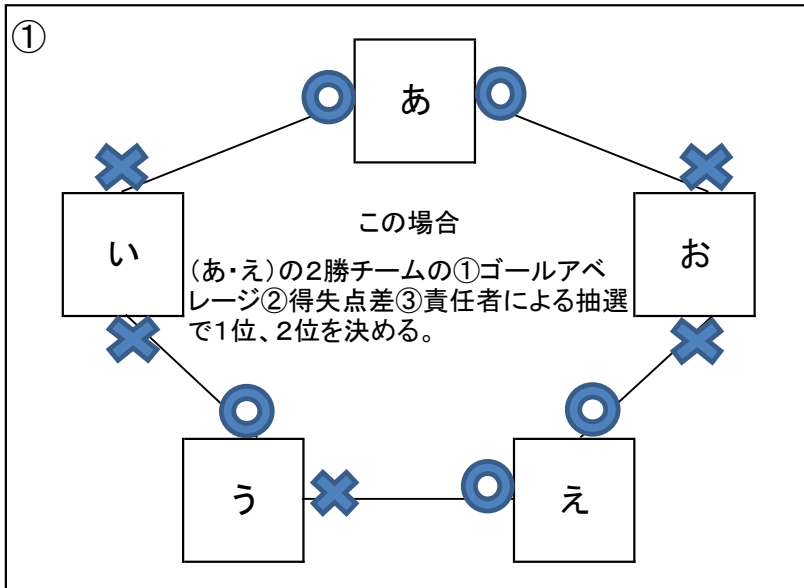 ①
あ
い
お
この場合
(あ・え)の2勝チームの①ゴールアベ
レージ②得失点差③責任者による抽選
で1位、2位を決める。
う
え